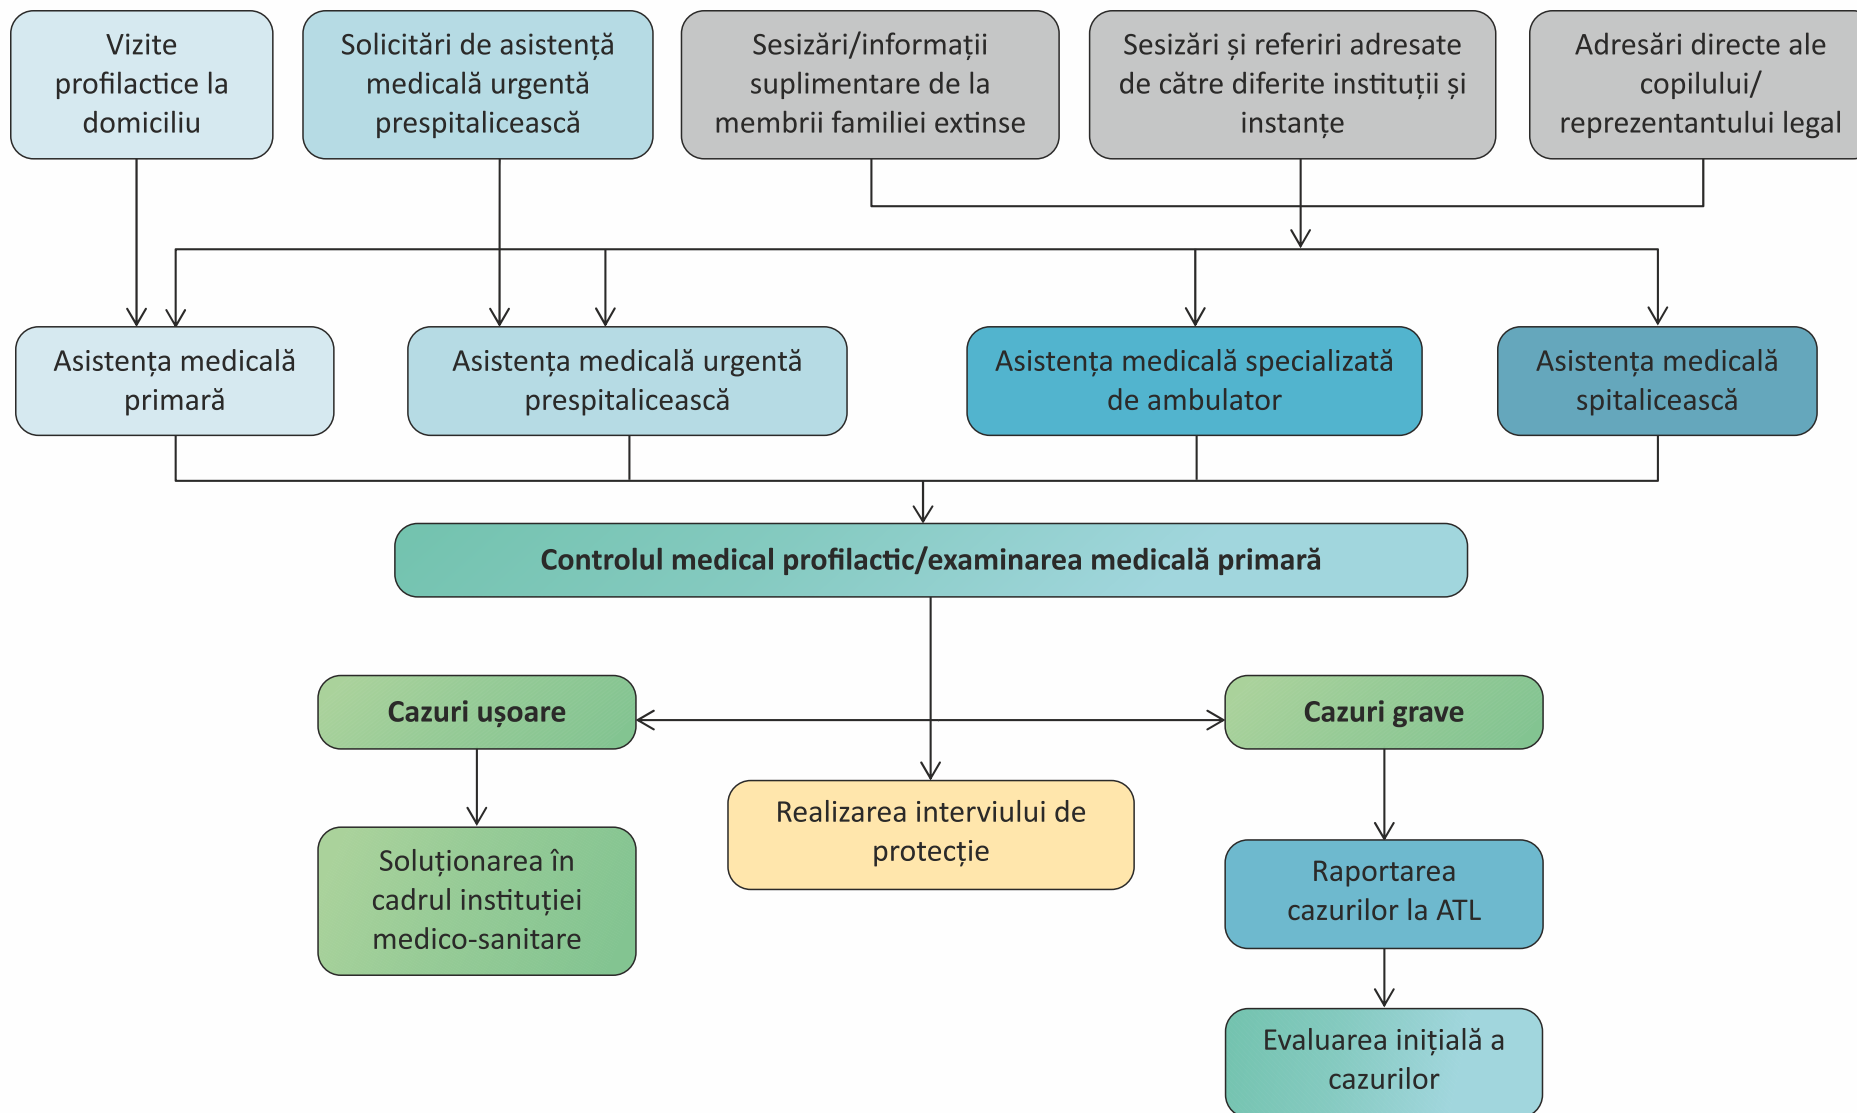 Vizite
profilactice la
domiciliu
Solicitări de asistență
medicală urgentă
prespitalicească
Sesizări/informații
suplimentare de la
membrii familiei extinse
Sesizări și referiri adresate
de către diferite instituții și
instanțe
Adresări directe ale
copilului/
reprezentantului legal
Asistența medicală
primară
Asistența medicală urgentă
prespitalicească
Asistența medicală specializată
de ambulator
Asistența medicală
spitalicească
Controlul medical profilactic/examinarea medicală primară
Cazuri ușoare
Cazuri grave
Realizarea interviului de
protecție
Soluționarea în
cadrul instituției
medico-sanitare
Raportarea
cazurilor la ATL
Evaluarea inițială a
cazurilor